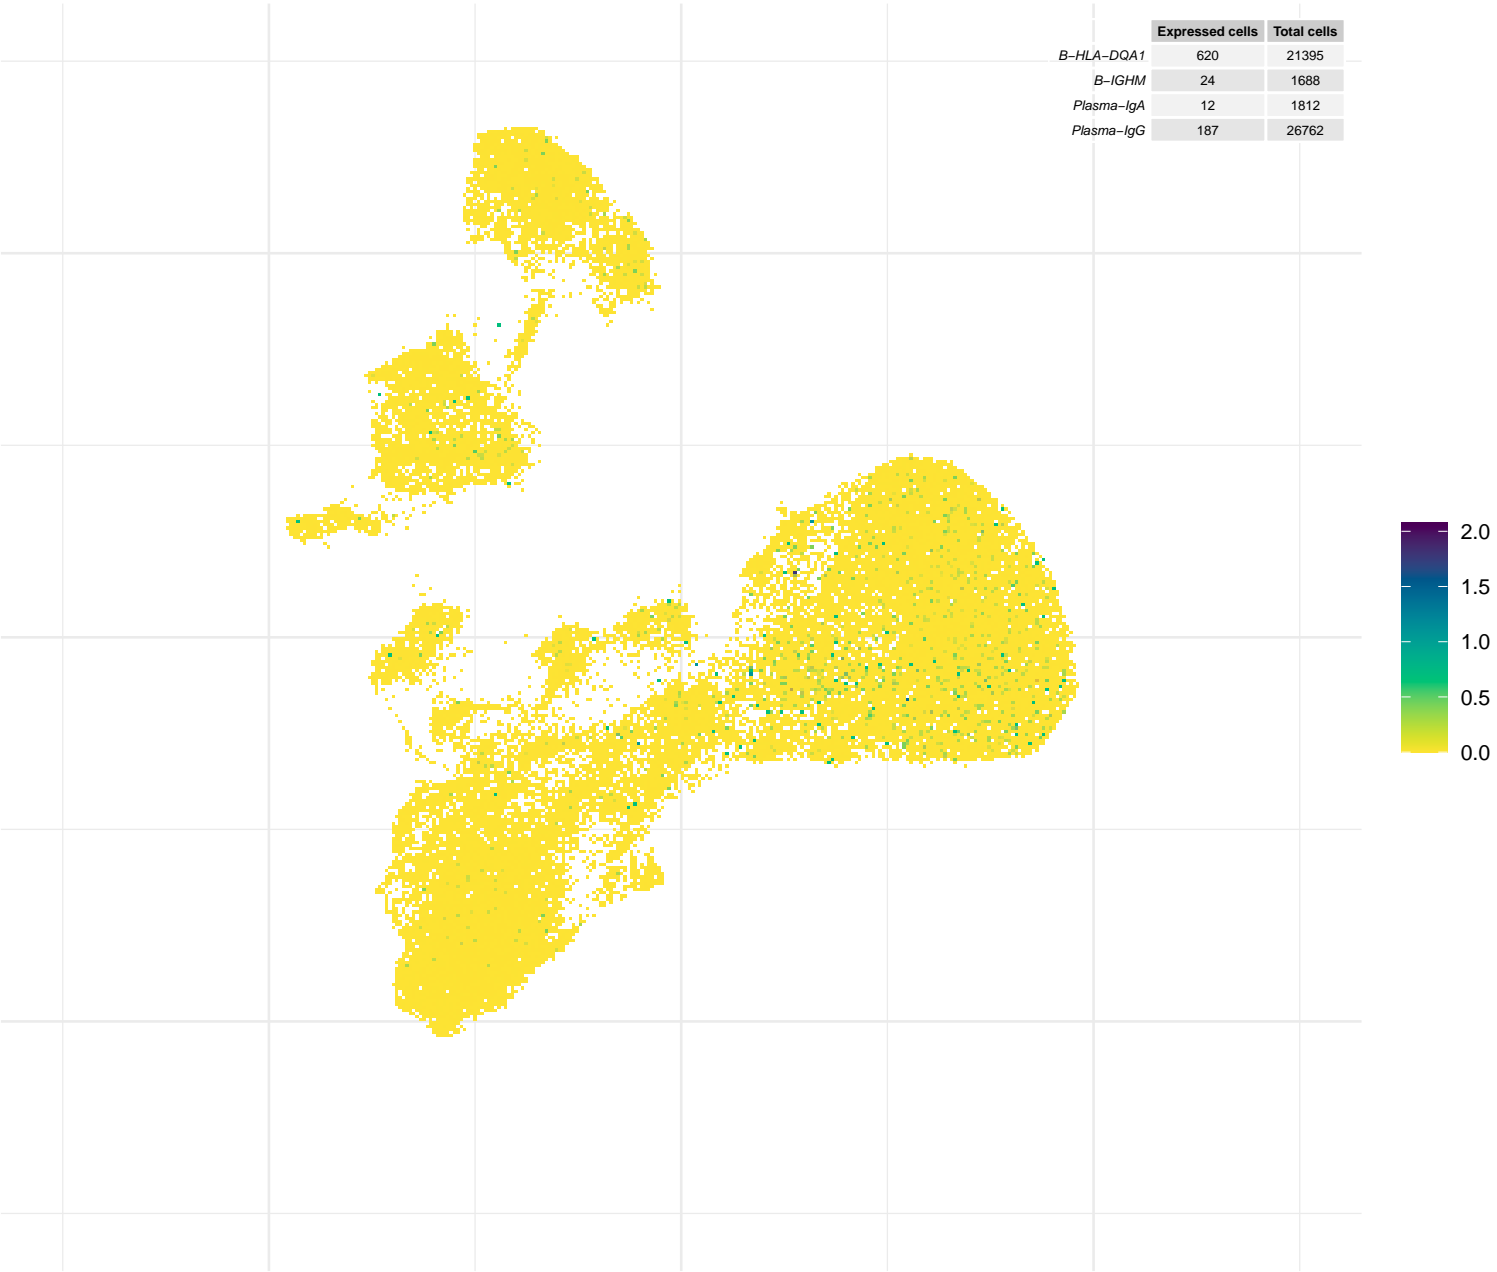 Expressed cells Total cells
B-HLA-DQA1 620 21395
B-IGHM 24 1688
Plasma-IgA 12 1812
Plasma-IgG 187 26762
2.0
1.5
1.0
0.5
0.0